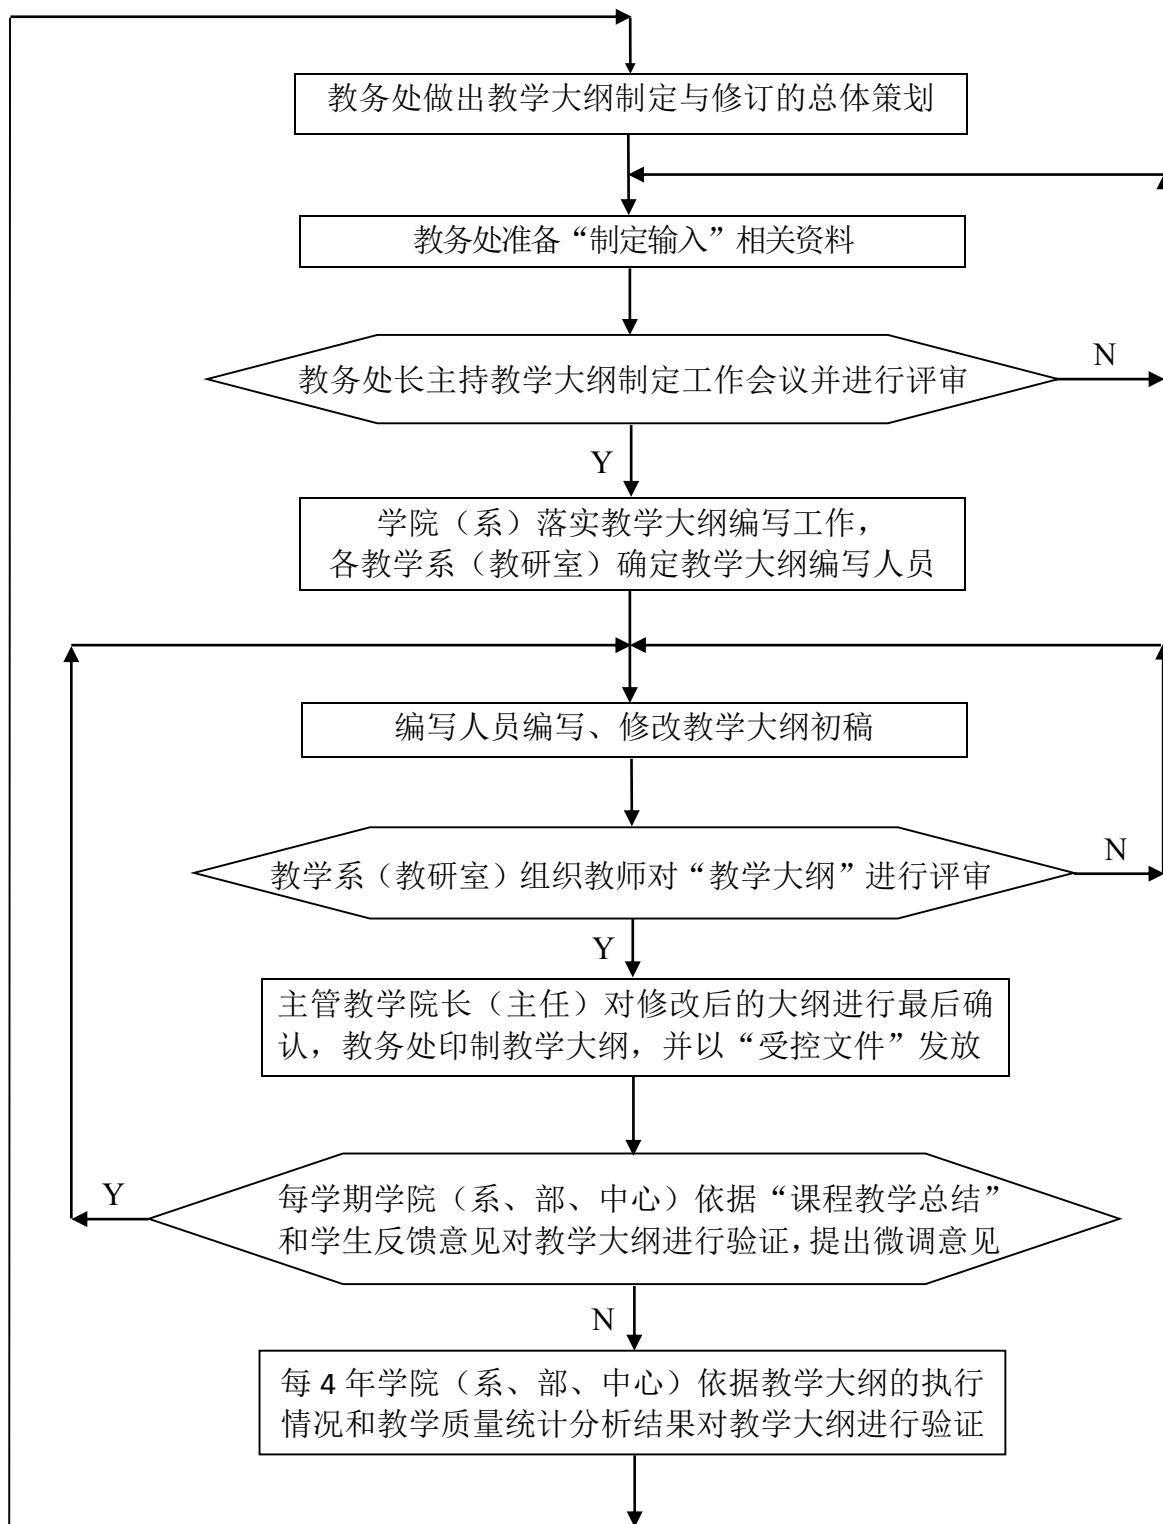 教务处做出教学大纲制定与修订的总体策划
教务处准备“制定输入”相关资料
N
教务处长主持教学大纲制定工作会议并进行评审
Y
学院（系）落实教学大纲编写工作，
各教学系（教研室）确定教学大纲编写人员
编写人员编写、修改教学大纲初稿
N
教学系（教研室）组织教师对“教学大纲”进行评审
Y
主管教学院长（主任）对修改后的大纲进行最后确
认，教务处印制教学大纲，并以“受控文件”发放
Y
每学期学院（系、部、中心）依据“课程教学总结”
和学生反馈意见对教学大纲进行验证，提出微调意见
N
每 4 年学院（系、部、中心）依据教学大纲的执行
情况和教学质量统计分析结果对教学大纲进行验证